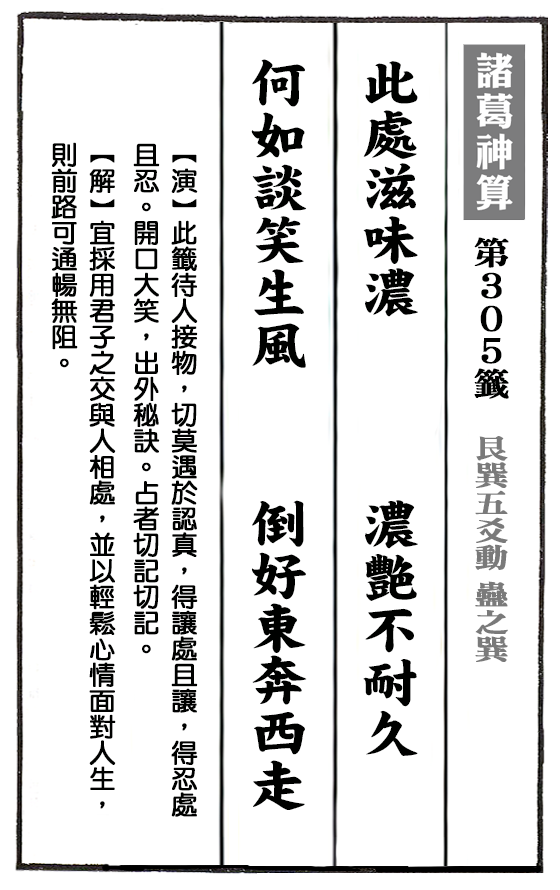 諸葛神算 第305籤 艮巽五爻動 蠱之巽
此處滋味濃 濃艷不耐久
何如談笑生風 倒好東奔西走
【演】此籤待人接物，切莫遇於認真，得讓處且讓，得忍處
且忍。開口大笑，出外秘訣。占者切記切記。
【解】宜採用君子之交與人相處，並以輕鬆心情面對人生，
則前路可通暢無阻。